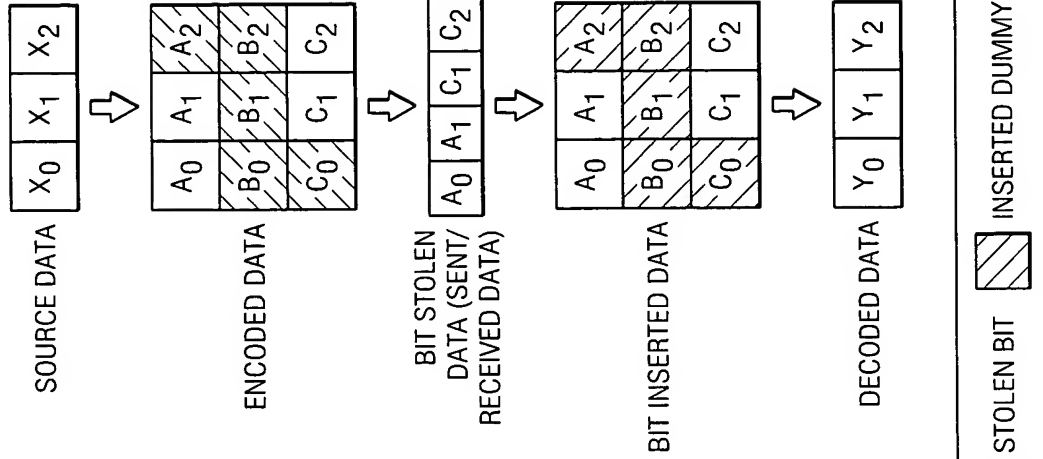 SOURCE DATA
X0 X1 X2
ENCODED DATA
A0 A1 A2
B0 B1 B2
C0 C1 C2
BIT STOLEN
DATA (SENT/
RECEIVED DATA)
A0 A1 C1 C2
BIT INSERTED DATA
A0 A1 A2
B0 B1 B2
C0 C1 C2
DECODED DATA
Y0 Y1 Y2
STOLEN BIT
INSERTED DUMMY